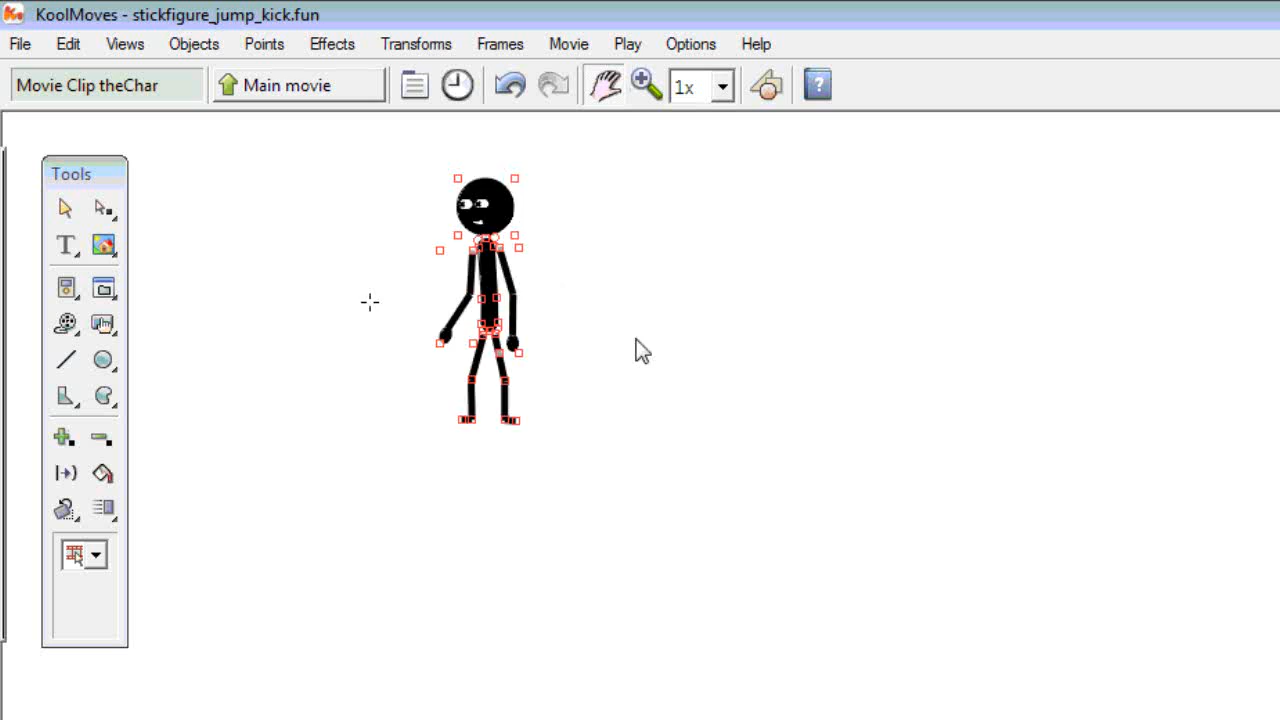 KoolMoves - stickfigure_jump_kick.fun
File Edit Views Objects Points Effects Transforms Frames Movie Play Options Help
Movie Clip theChar Main movie 1x ?
Tools
T